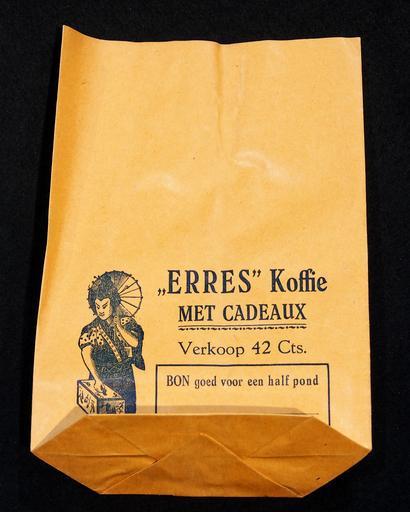 „ERRES” Koffie
MET CADEAUX
Verkoop 42 Cts.
BON goed voor een half pond